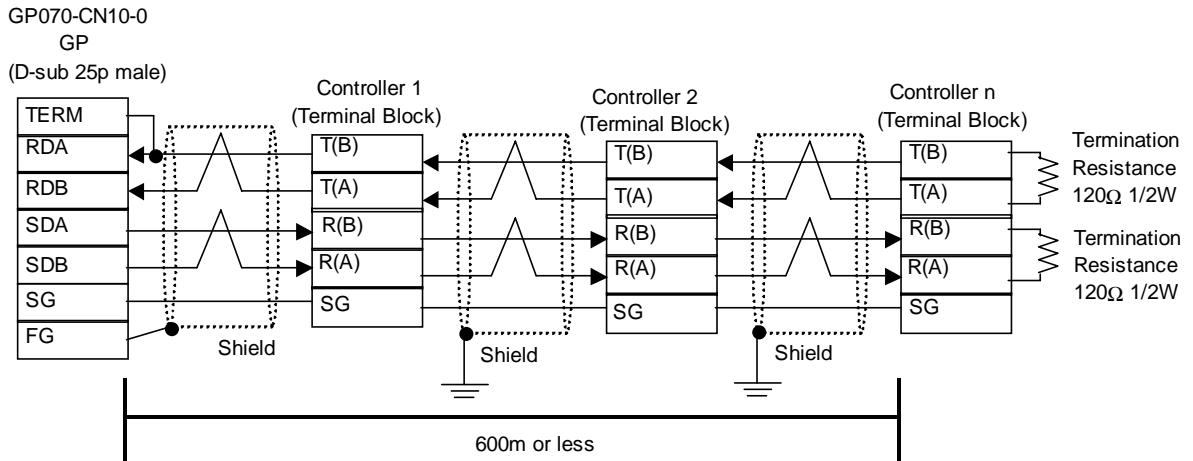 GP070-CN10-0
GP
(D-sub 25p male)
TERM
RDA
RDB
SDA
SDB
SG
FG
Shield
Controller 1
(Terminal Block)
T(B)
T(A)
R(B)
R(A)
SG
Shield
Controller 2
(Terminal Block)
T(B)
T(A)
R(B)
R(A)
SG
Shield
Controller n
(Terminal Block)
T(B)
T(A)
R(B)
R(A)
SG
Termination
Resistance
120Ω 1/2W
Termination
Resistance
120Ω 1/2W
600m or less